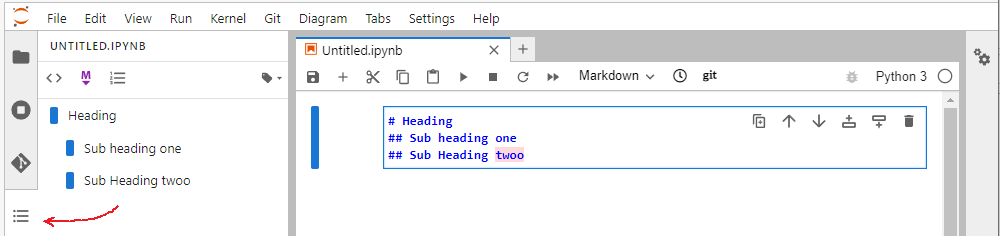 File Edit View Run Kernel Git Diagram Tabs Settings Help
UNTITLED.IPYNB
M
Heading
Sub heading one
Sub Heading twoo
Untitled.ipynb
Markdown git Python 3
# Heading
## Sub heading one
## Sub Heading twoo